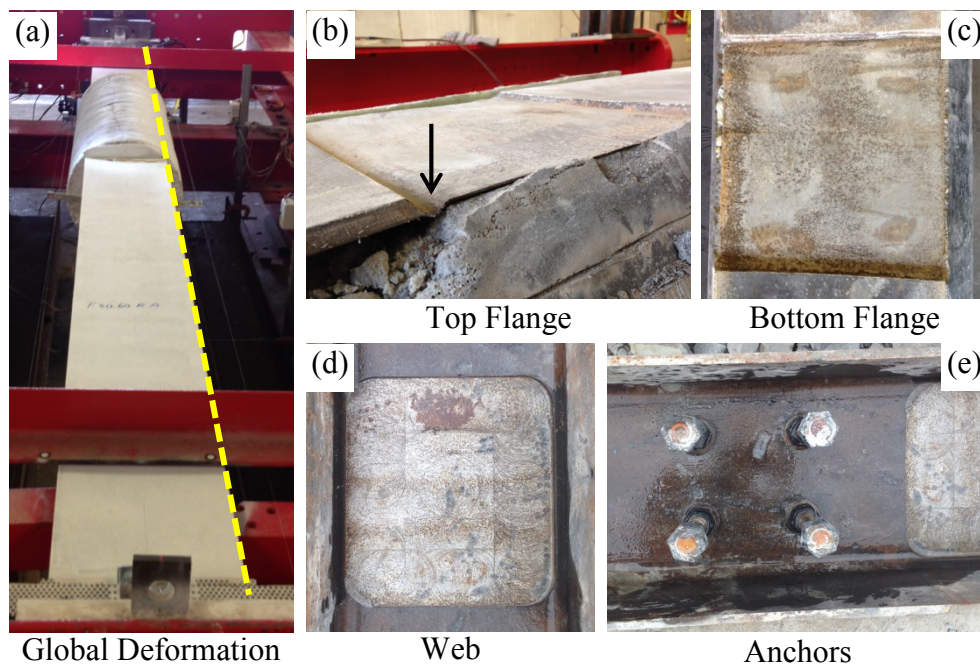 (a)
(b)
(c)
Top Flange
Bottom Flange
(d)
(e)
Global Deformation
Web
Anchors